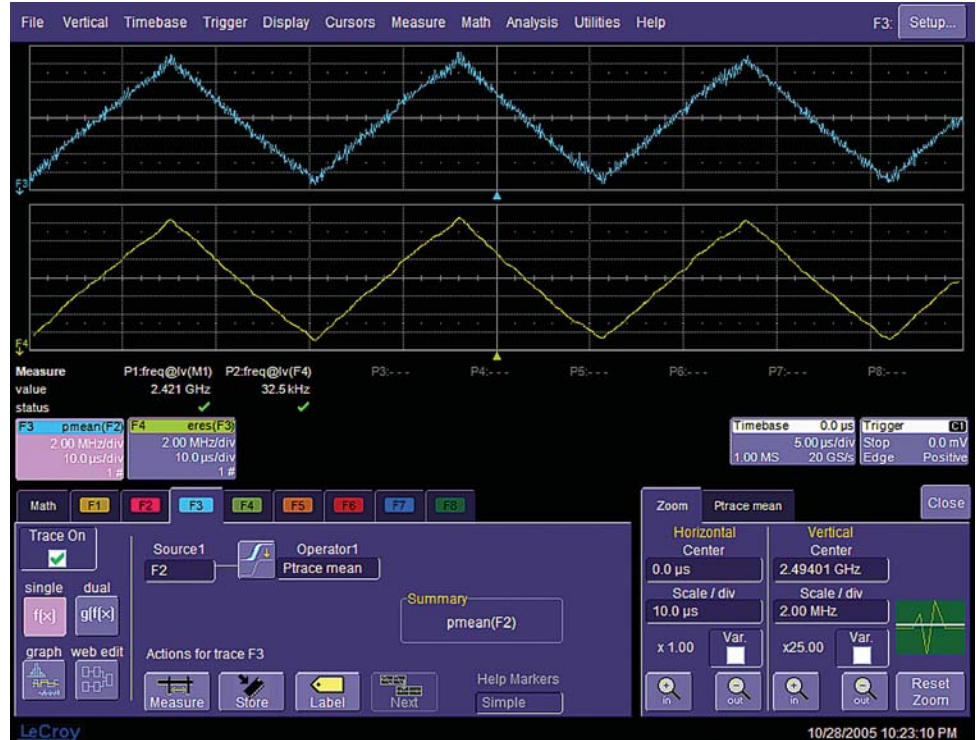 File Vertical Timebase Trigger Display Cursors Measure Math Analysis Utilities Help F3: Setup...
F3
F4
Measure P1:freq@lv(M1) P2:freq@lv(F4) P3:- - - P4:- - - P5:- - - P6:- - - P7:- - - P8:- - -
value 2.421 GHz 32.5 kHz
status
F3 pmean(F2) F4 eres(F3) Timebase 0.0 µs Trigger C1
2.00 MHz/div 2.00 MHz/div 5.00 µs/div Stop 0.0 mV
10.0 µs/div 10.0 µs/div 1.00 MS 20 GS/s Edge Positive
1 # 1 #
Math F1 F2 F3 F4 F5 F6 F7 F8 Zoom Ptrace mean Close
Trace On Horizontal Vertical
Source1 Operator1 Center Center
F2 Ptrace mean 0.0 µs 2.49401 GHz
single dual Scale / div Scale / div
f(x) g(f(x) Summary 10.0 µs 2.00 MHz
pmean(F2)
graph web edit Actions for trace F3 x 1.00 Var. x25.00 Var.
Help Markers
Measure Store Label Next Simple in out in out Reset Zoom
LeCroy 10/28/2005 10:23:10 PM